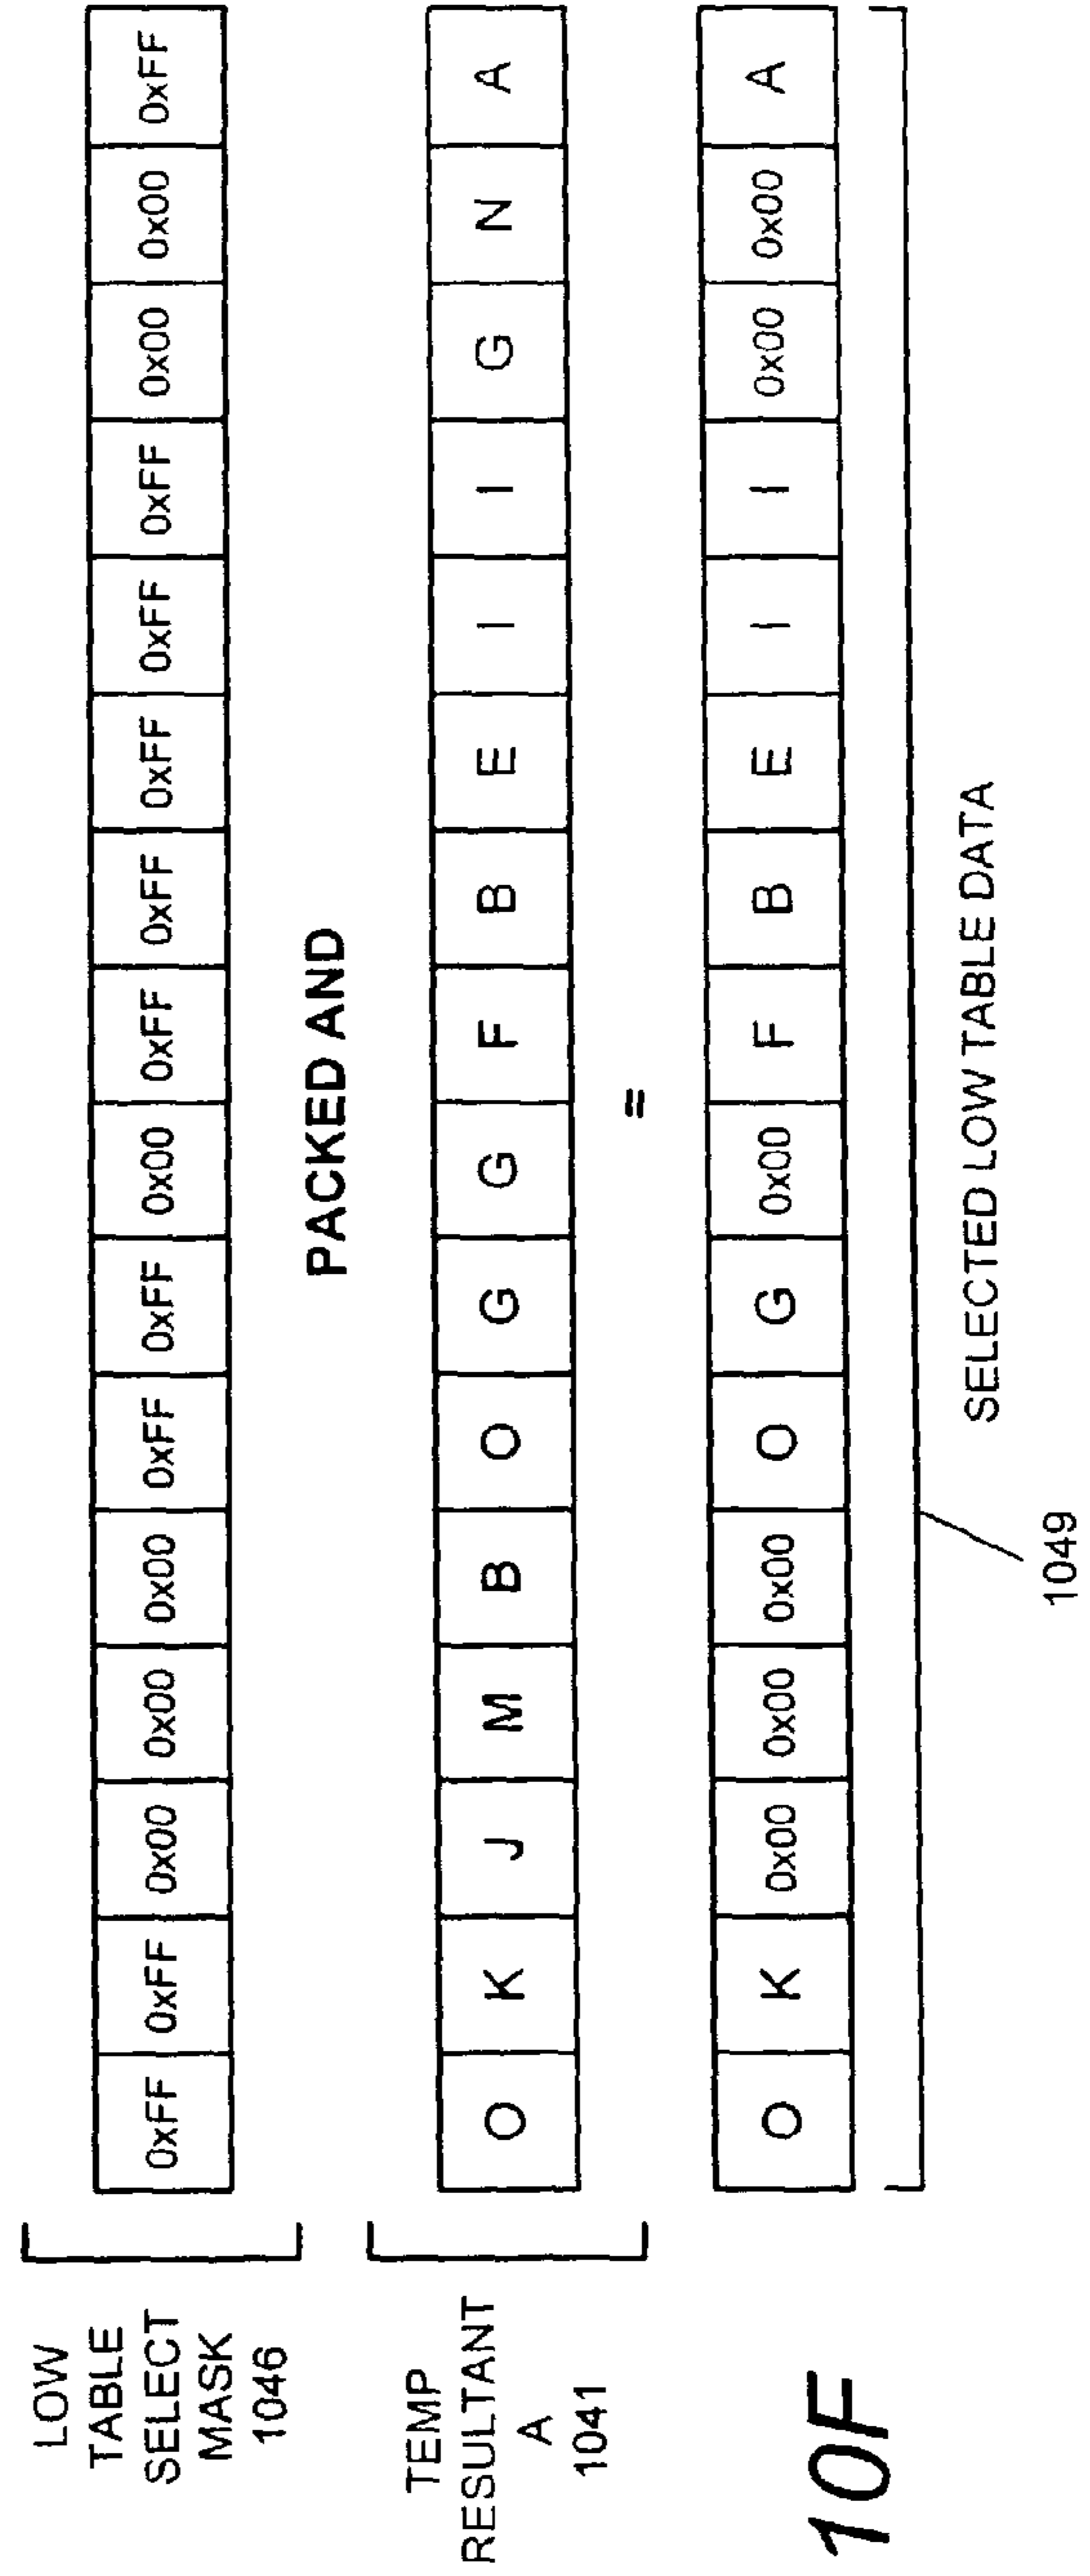 LOW
TABLE
SELECT
MASK
1046
0xFF 0xFF 0x00 0x00 0x00 0xFF 0xFF 0x00 0xFF 0xFF 0xFF 0xFF 0xFF 0x00 0x00 0xFF
PACKED AND
TEMP
RESULTANT
A
1041
O K J M B O G G F B E I I G N A
=
O K 0x00 0x00 0x00 O G 0x00 F B E I I 0x00 0x00 A
SELECTED LOW TABLE DATA
1049
10F